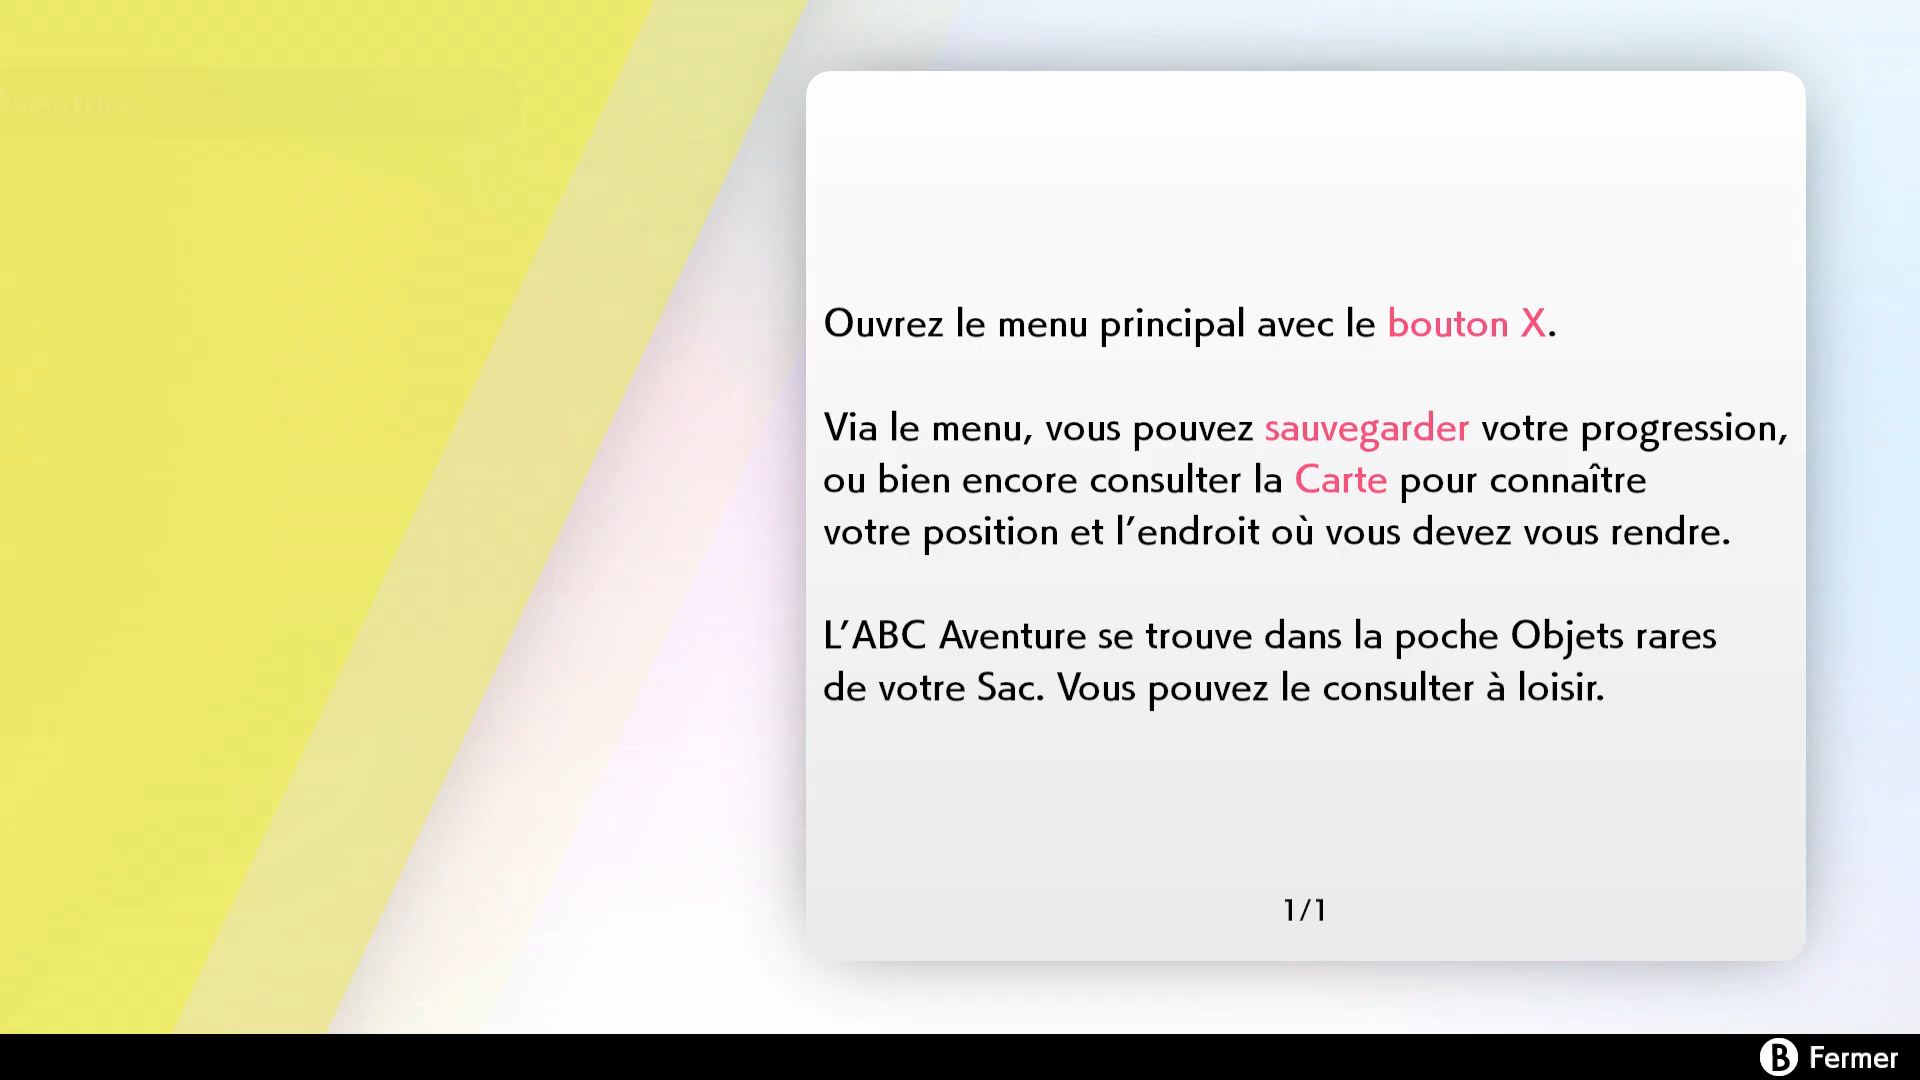 Aventure
Ouvrez le menu principal avec le bouton X.
Via le menu, vous pouvez sauvegarder votre progression,
ou bien encore consulter la Carte pour connaître
votre position et l’endroit où vous devez vous rendre.
L’ABC Aventure se trouve dans la poche Objets rares
de votre Sac. Vous pouvez le consulter à loisir.
1/1
B Fermer